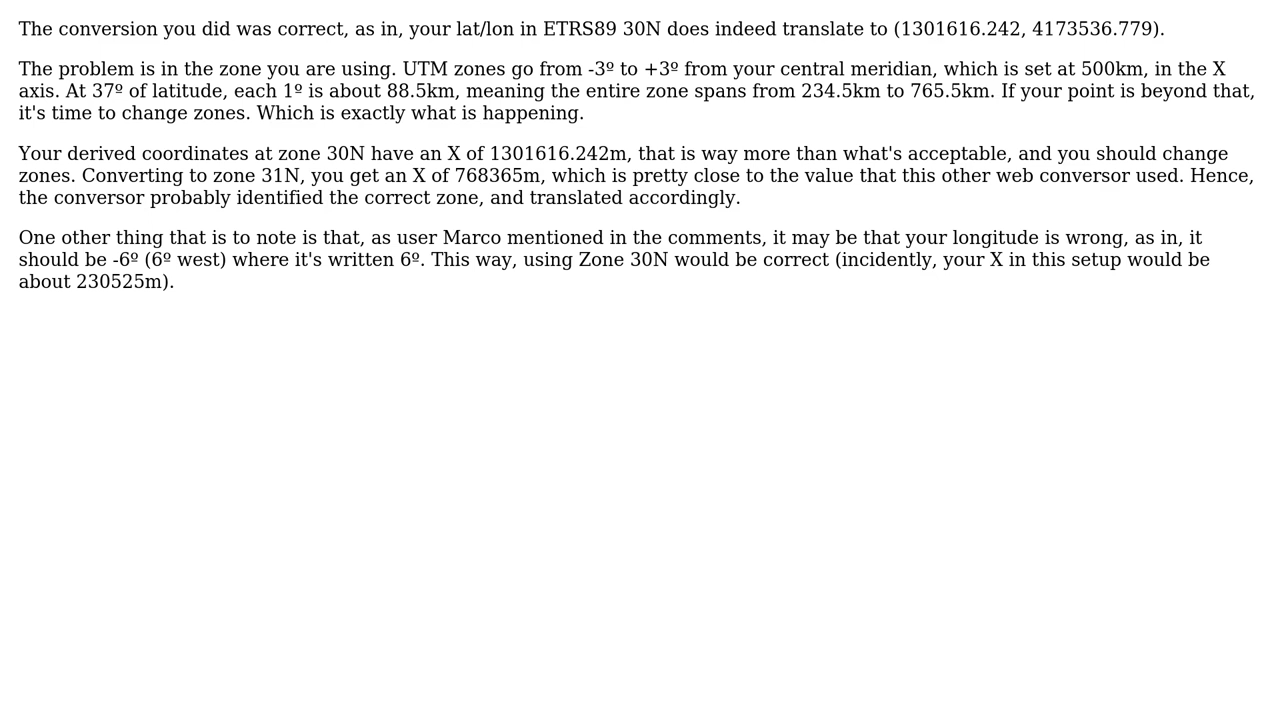 The conversion you did was correct, as in, your lat/lon in ETRS89 30N does indeed translate to (1301616.242, 4173536.779).
The problem is in the zone you are using. UTM zones go from -3º to +3º from your central meridian, which is set at 500km, in the X
axis. At 37º of latitude, each 1º is about 88.5km, meaning the entire zone spans from 234.5km to 765.5km. If your point is beyond that,
it's time to change zones. Which is exactly what is happening.
Your derived coordinates at zone 30N have an X of 1301616.242m, that is way more than what's acceptable, and you should change
zones. Converting to zone 31N, you get an X of 768365m, which is pretty close to the value that this other web conversor used. Hence,
the conversor probably identified the correct zone, and translated accordingly.
One other thing that is to note is that, as user Marco mentioned in the comments, it may be that your longitude is wrong, as in, it
should be -6º (6º west) where it's written 6º. This way, using Zone 30N would be correct (incidently, your X in this setup would be
about 230525m).